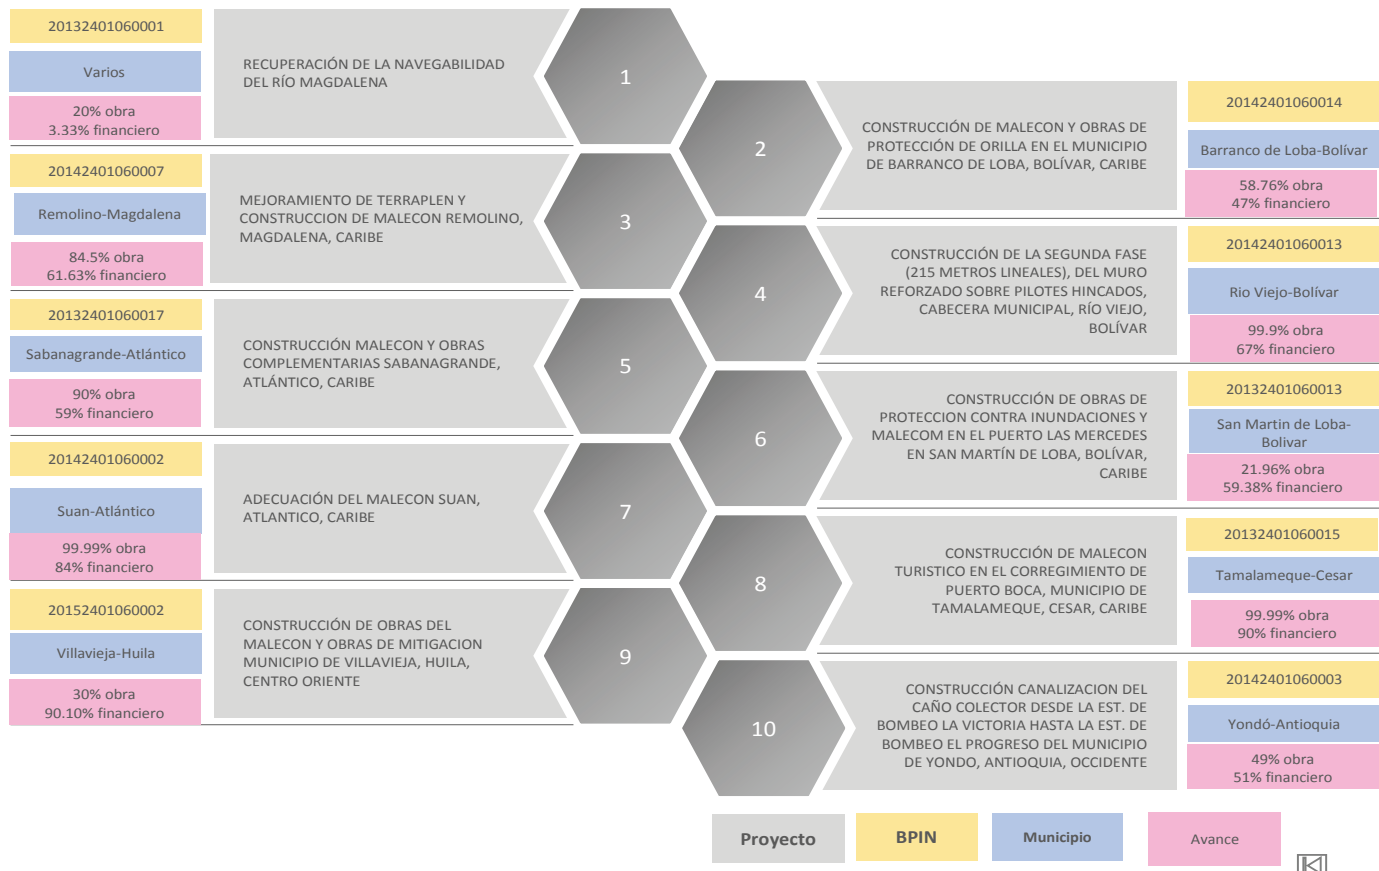 20132401060001
Varios
20% obra
3.33% financiero
RECUPERACIÓN DE LA NAVEGABILIDAD
DEL RÍO MAGDALENA
1
2
CONSTRUCCIÓN DE MALECON Y OBRAS DE
PROTECCIÓN DE ORILLA EN EL MUNICIPIO
DE BARRANCO DE LOBA, BOLÍVAR, CARIBE
20142401060014
Barranco de Loba-Bolívar
58.76% obra
47% financiero
20142401060007
Remolino-Magdalena
84.5% obra
61.63% financiero
MEJORAMIENTO DE TERRAPLEN Y
CONSTRUCCION DE MALECON REMOLINO,
MAGDALENA, CARIBE
3
4
CONSTRUCCIÓN DE LA SEGUNDA FASE
(215 METROS LINEALES), DEL MURO
REFORZADO SOBRE PILOTES HINCADOS,
CABECERA MUNICIPAL, RÍO VIEJO,
BOLÍVAR
20142401060013
Rio Viejo-Bolívar
99.9% obra
67% financiero
20132401060017
Sabanagrande-Atlántico
90% obra
59% financiero
CONSTRUCCIÓN MALECON Y OBRAS
COMPLEMENTARIAS SABANAGRANDE,
ATLÁNTICO, CARIBE
5
6
CONSTRUCCIÓN DE OBRAS DE
PROTECCION CONTRA INUNDACIONES Y
MALECOM EN EL PUERTO LAS MERCEDES
EN SAN MARTÍN DE LOBA, BOLÍVAR,
CARIBE
20132401060013
San Martin de Loba-
Bolivar
21.96% obra
59.38% financiero
20142401060002
Suan-Atlántico
99.99% obra
84% financiero
ADECUACIÓN DEL MALECON SUAN,
ATLANTICO, CARIBE
7
8
CONSTRUCCIÓN DE MALECON
TURISTICO EN EL CORREGIMIENTO DE
PUERTO BOCA, MUNICIPIO DE
TAMALAMEQUE, CESAR, CARIBE
20132401060015
Tamalameque-Cesar
99.99% obra
90% financiero
20152401060002
Villavieja-Huila
30% obra
90.10% financiero
CONSTRUCCIÓN DE OBRAS DEL
MALECON Y OBRAS DE MITIGACION
MUNICIPIO DE VILLAVIEJA, HUILA,
CENTRO ORIENTE
9
10
CONSTRUCCIÓN CANALIZACION DEL
CAÑO COLECTOR DESDE LA EST. DE
BOMBEO LA VICTORIA HASTA LA EST. DE
BOMBEO EL PROGRESO DEL MUNICIPIO
DE YONDO, ANTIOQUIA, OCCIDENTE
20142401060003
Yondó-Antioquia
49% obra
51% financiero
Proyecto
BPIN
Municipio
Avance